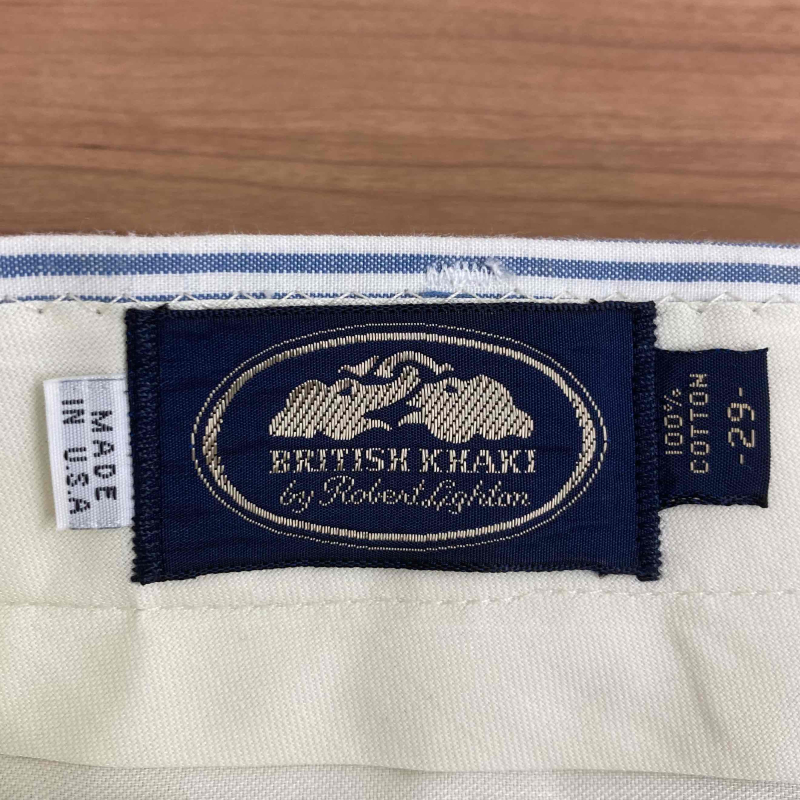 MADE
IN U.S.A
BRITISH KHAKI
by Robert Lighton
100%
COTTON
-29-